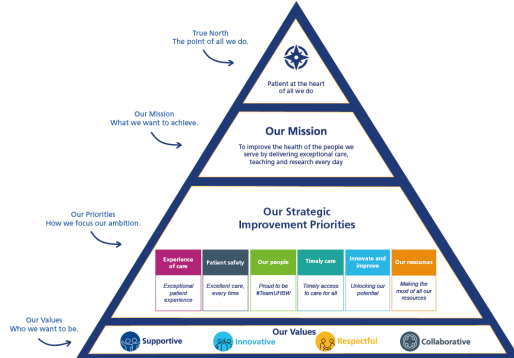 True North
The point of all we do.
Patient at the heart
of all we do
Our Mission
What we want to achieve.
Our Mission
To improve the health of the people we
serve by delivering exceptional care,
teaching and research every day
Our Priorities
How we focus our ambition.
Our Strategic
Improvement Priorities
Experience
of care
Patient safety
Our people
Timely care
Innovate and
improve
Our resources
Exceptional
patient
experience
Excellent care,
every time
Proud to be
#TeamUHBW
Timely access
to care for all
Unlocking our
potential
Making the
most of all our
resources
Our Values
Who we want to be.
Our Values
Supportive
Innovative
Respectful
Collaborative